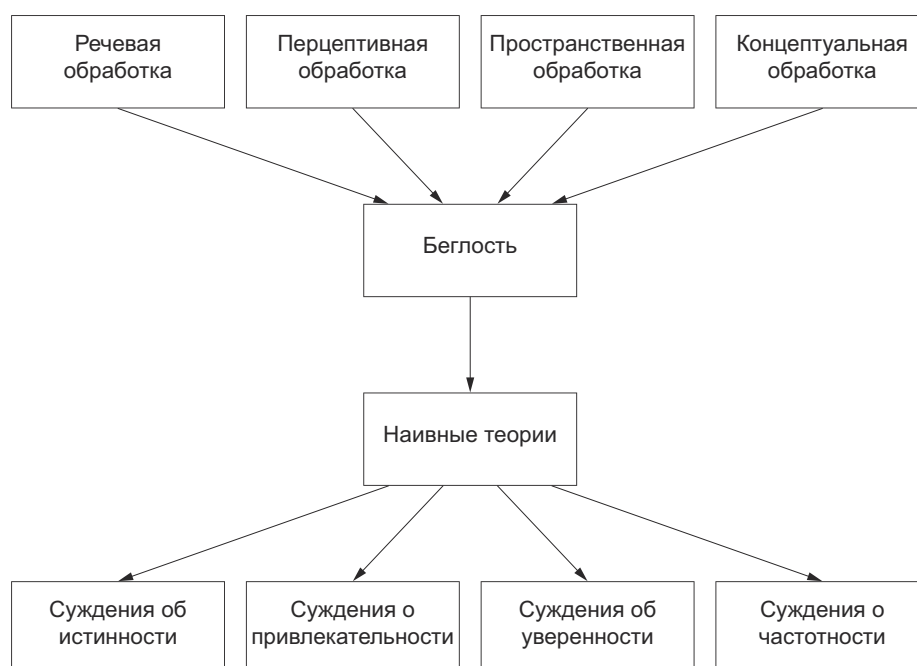 Речевая
обработка
Перцептивная
обработка
Пространственная
обработка
Концептуальная
обработка
Беглость
Наивные теории
Суждения об
истинности
Суждения о
привлекательности
Суждения об
уверенности
Суждения о
частотности